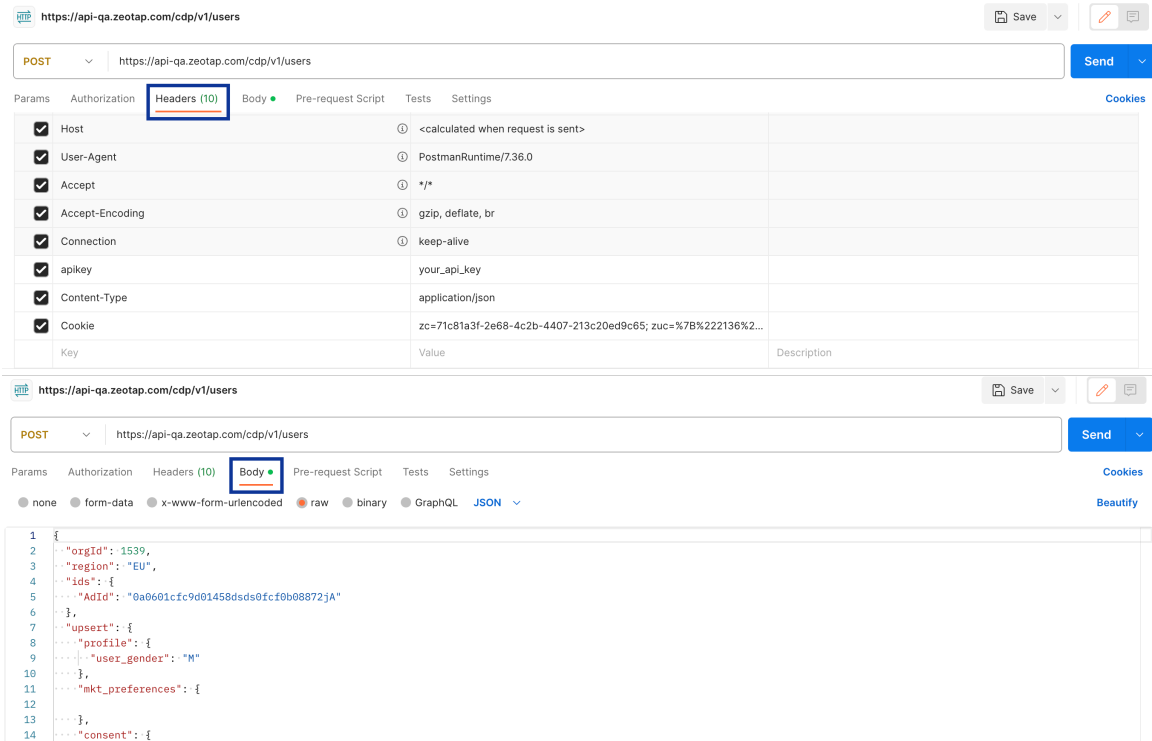 HTTP https://api-qa.zeotap.com/cdp/v1/users Save
POST https://api-qa.zeotap.com/cdp/v1/users Send
Params Authorization Headers (10) Body Pre-request Script Tests Settings Cookies
Host <calculated when request is sent>
User-Agent PostmanRuntime/7.36.0
Accept */*
Accept-Encoding gzip, deflate, br
Connection keep-alive
apikey your_api_key
Content-Type application/json
Cookie zc=71c81a3f-2e68-4c2b-4407-213c20ed9c65; zuc=%7B%222136%2...
Key Value Description
HTTP https://api-qa.zeotap.com/cdp/v1/users Save
POST https://api-qa.zeotap.com/cdp/v1/users Send
Params Authorization Headers (10) Body Pre-request Script Tests Settings Cookies
none form-data x-www-form-urlencoded raw binary GraphQL JSON Beautify
1 {
2 "orgId": 1539,
3 "region": "EU",
4 "ids": {
5 "AdId": "0a0601cfc9d01458dsds0fcf0b08872jA"
6 },
7 "upsert": {
8 "profile": {
9 "user_gender": "M"
10 },
11 "mkt_preferences": {
12
13 },
14 "consent": {